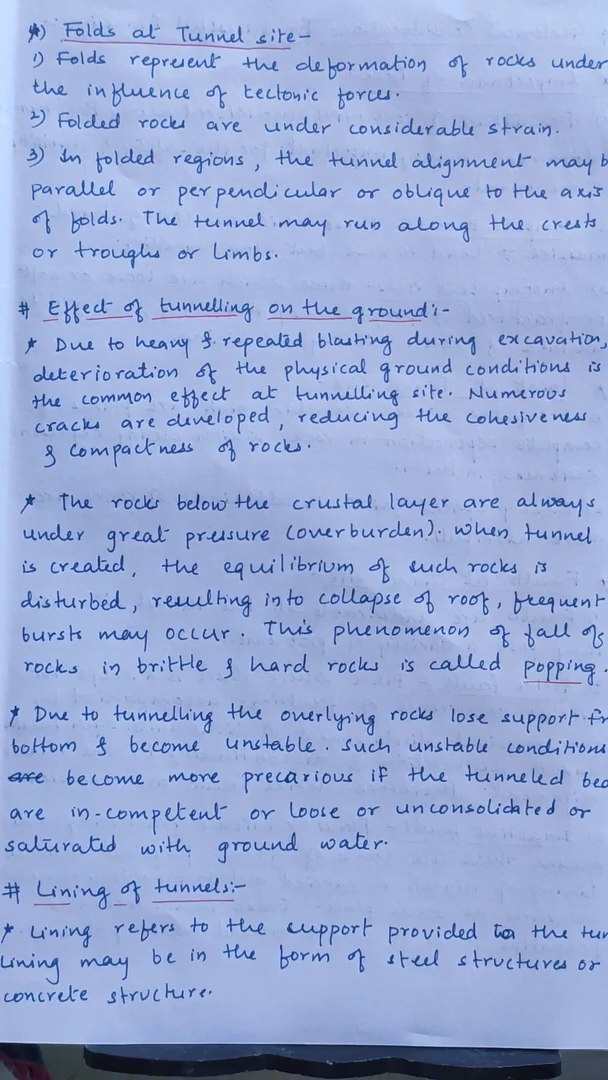 *) Folds at Tunnel site-
1) Folds represent the deformation of rocks under
the influence of tectonic forces.
2) Folded rocks are under considerable strain.
3) In folded regions, the tunnel alignment may b
parallel or perpendicular or oblique to the axis
of folds. The tunnel may run along the crests
or troughs or limbs.
# Effect of tunnelling on the ground:-
* Due to heavy & repeated blasting during excavation,
deterioration of the physical ground conditions is
the common effect at tunnelling site. Numerous
cracks are developed, reducing the cohesiveness
& compactness of rocks.
* The rocks below the crustal layer are always
under great pressure (overburden). when tunnel
is created, the equilibrium of such rocks is
disturbed, resulting into collapse of roof, frequent
bursts may occur. This phenomenon of fall of
rocks in brittle & hard rocks is called popping.
* Due to tunnelling the overlying rocks lose support fr
bottom & become unstable. Such unstable conditions
are become more precarious if the tunneled bed
are in-competent or loose or unconsolidated or
saturated with ground water.
# Lining of tunnels:-
* Lining refers to the support provided to the tun
Lining may be in the form of steel structures or
concrete structure.